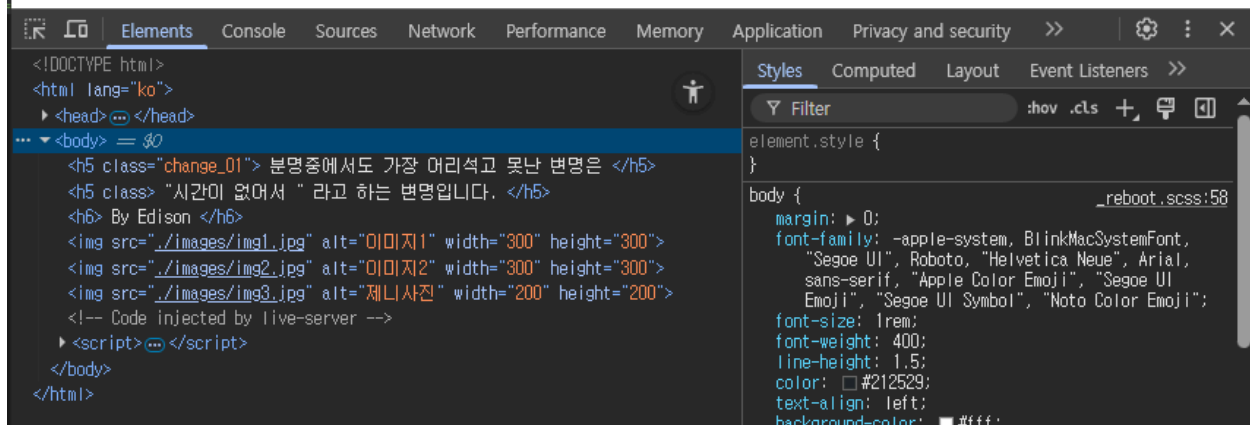 Elements Console Sources Network Performance Memory Application Privacy and security >>
<!DOCTYPE html>
<html lang="ko">
<head>…</head>
… <body> == $0
<h5 class="change_01"> 분명중에서도 가장 어리석고 못난 변명은 </h5>
<h5 class> "시간이 없어서 " 라고 하는 변명입니다. </h5>
<h6> By Edison </h6>
<img src="./images/img1.jpg" alt="이미지1" width="300" height="300">
<img src="./images/img2.jpg" alt="이미지2" width="300" height="300">
<img src="./images/img3.jpg" alt="제니사진" width="200" height="200">
<!-- Code injected by live-server -->
<script>…</script>
</body>
</html>
Styles Computed Layout Event Listeners >>
Filter :hov .cls +
element.style {
}
body { _reboot.scss:58
margin: 0;
font-family: -apple-system, BlinkMacSystemFont,
"Segoe UI", Roboto, "Helvetica Neue", Arial,
sans-serif, "Apple Color Emoji", "Segoe UI
Emoji", "Segoe UI Symbol", "Noto Color Emoji";
font-size: 1rem;
font-weight: 400;
line-height: 1.5;
color: #212529;
text-align: left;
background-color: #fff;